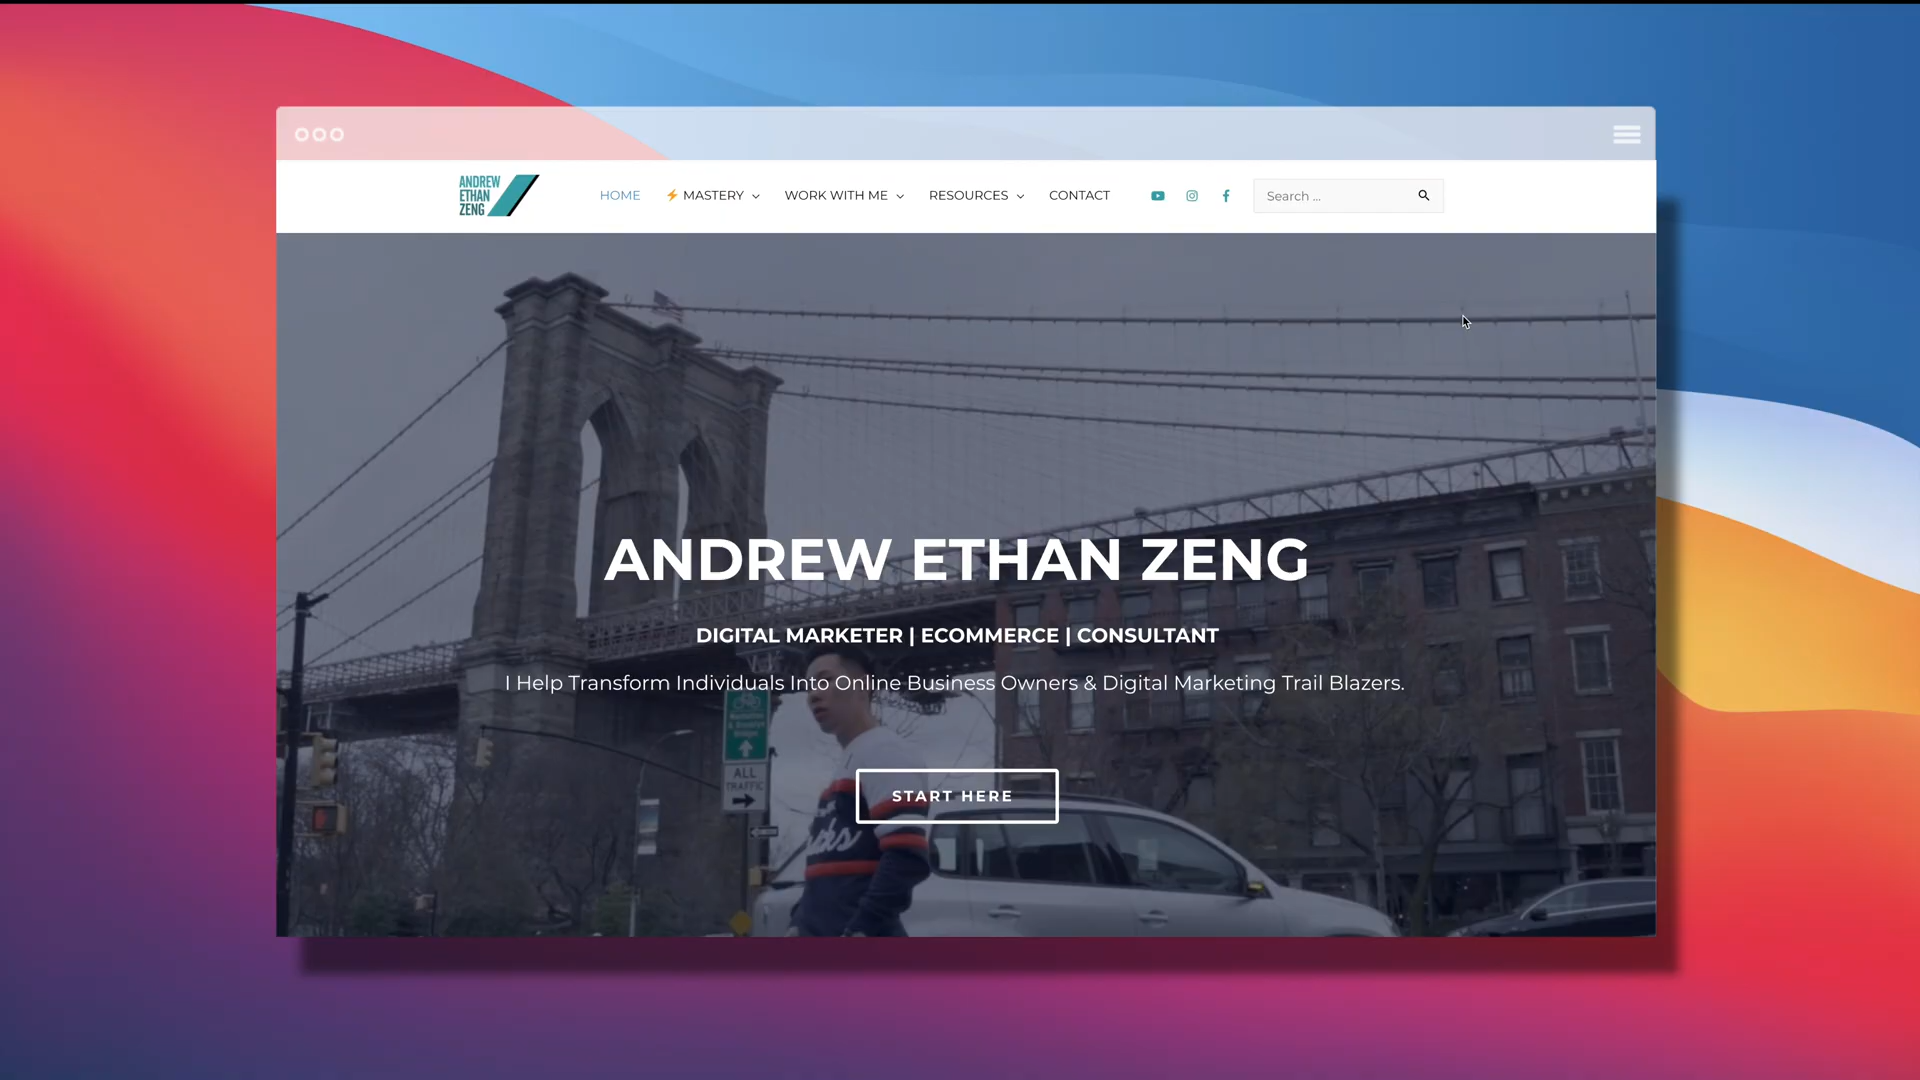 ANDREW
ETHAN
ZENG
HOME
⚡ MASTERY
WORK WITH ME
RESOURCES
CONTACT
Search ...
ANDREW ETHAN ZENG
DIGITAL MARKETER | ECOMMERCE | CONSULTANT
I Help Transform Individuals Into Online Business Owners & Digital Marketing Trail Blazers.
ALL
TRAFFIC
START HERE